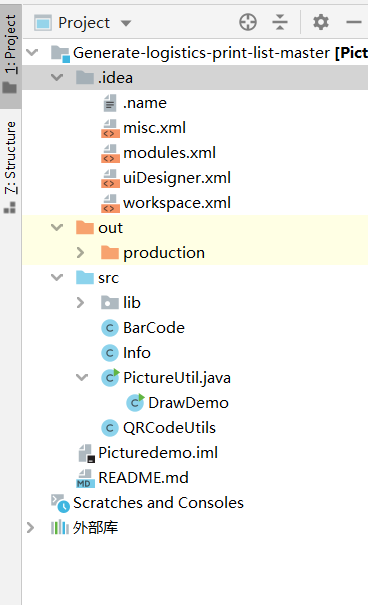 Project
1: Project
Generate-logistics-print-list-master [Pict
.idea
.name
misc.xml
modules.xml
uiDesigner.xml
workspace.xml
Z: Structure
out
production
src
lib
BarCode
Info
PictureUtil.java
DrawDemo
QRCodeUtils
Picturedemo.iml
README.md
MD
Scratches and Consoles
外部库